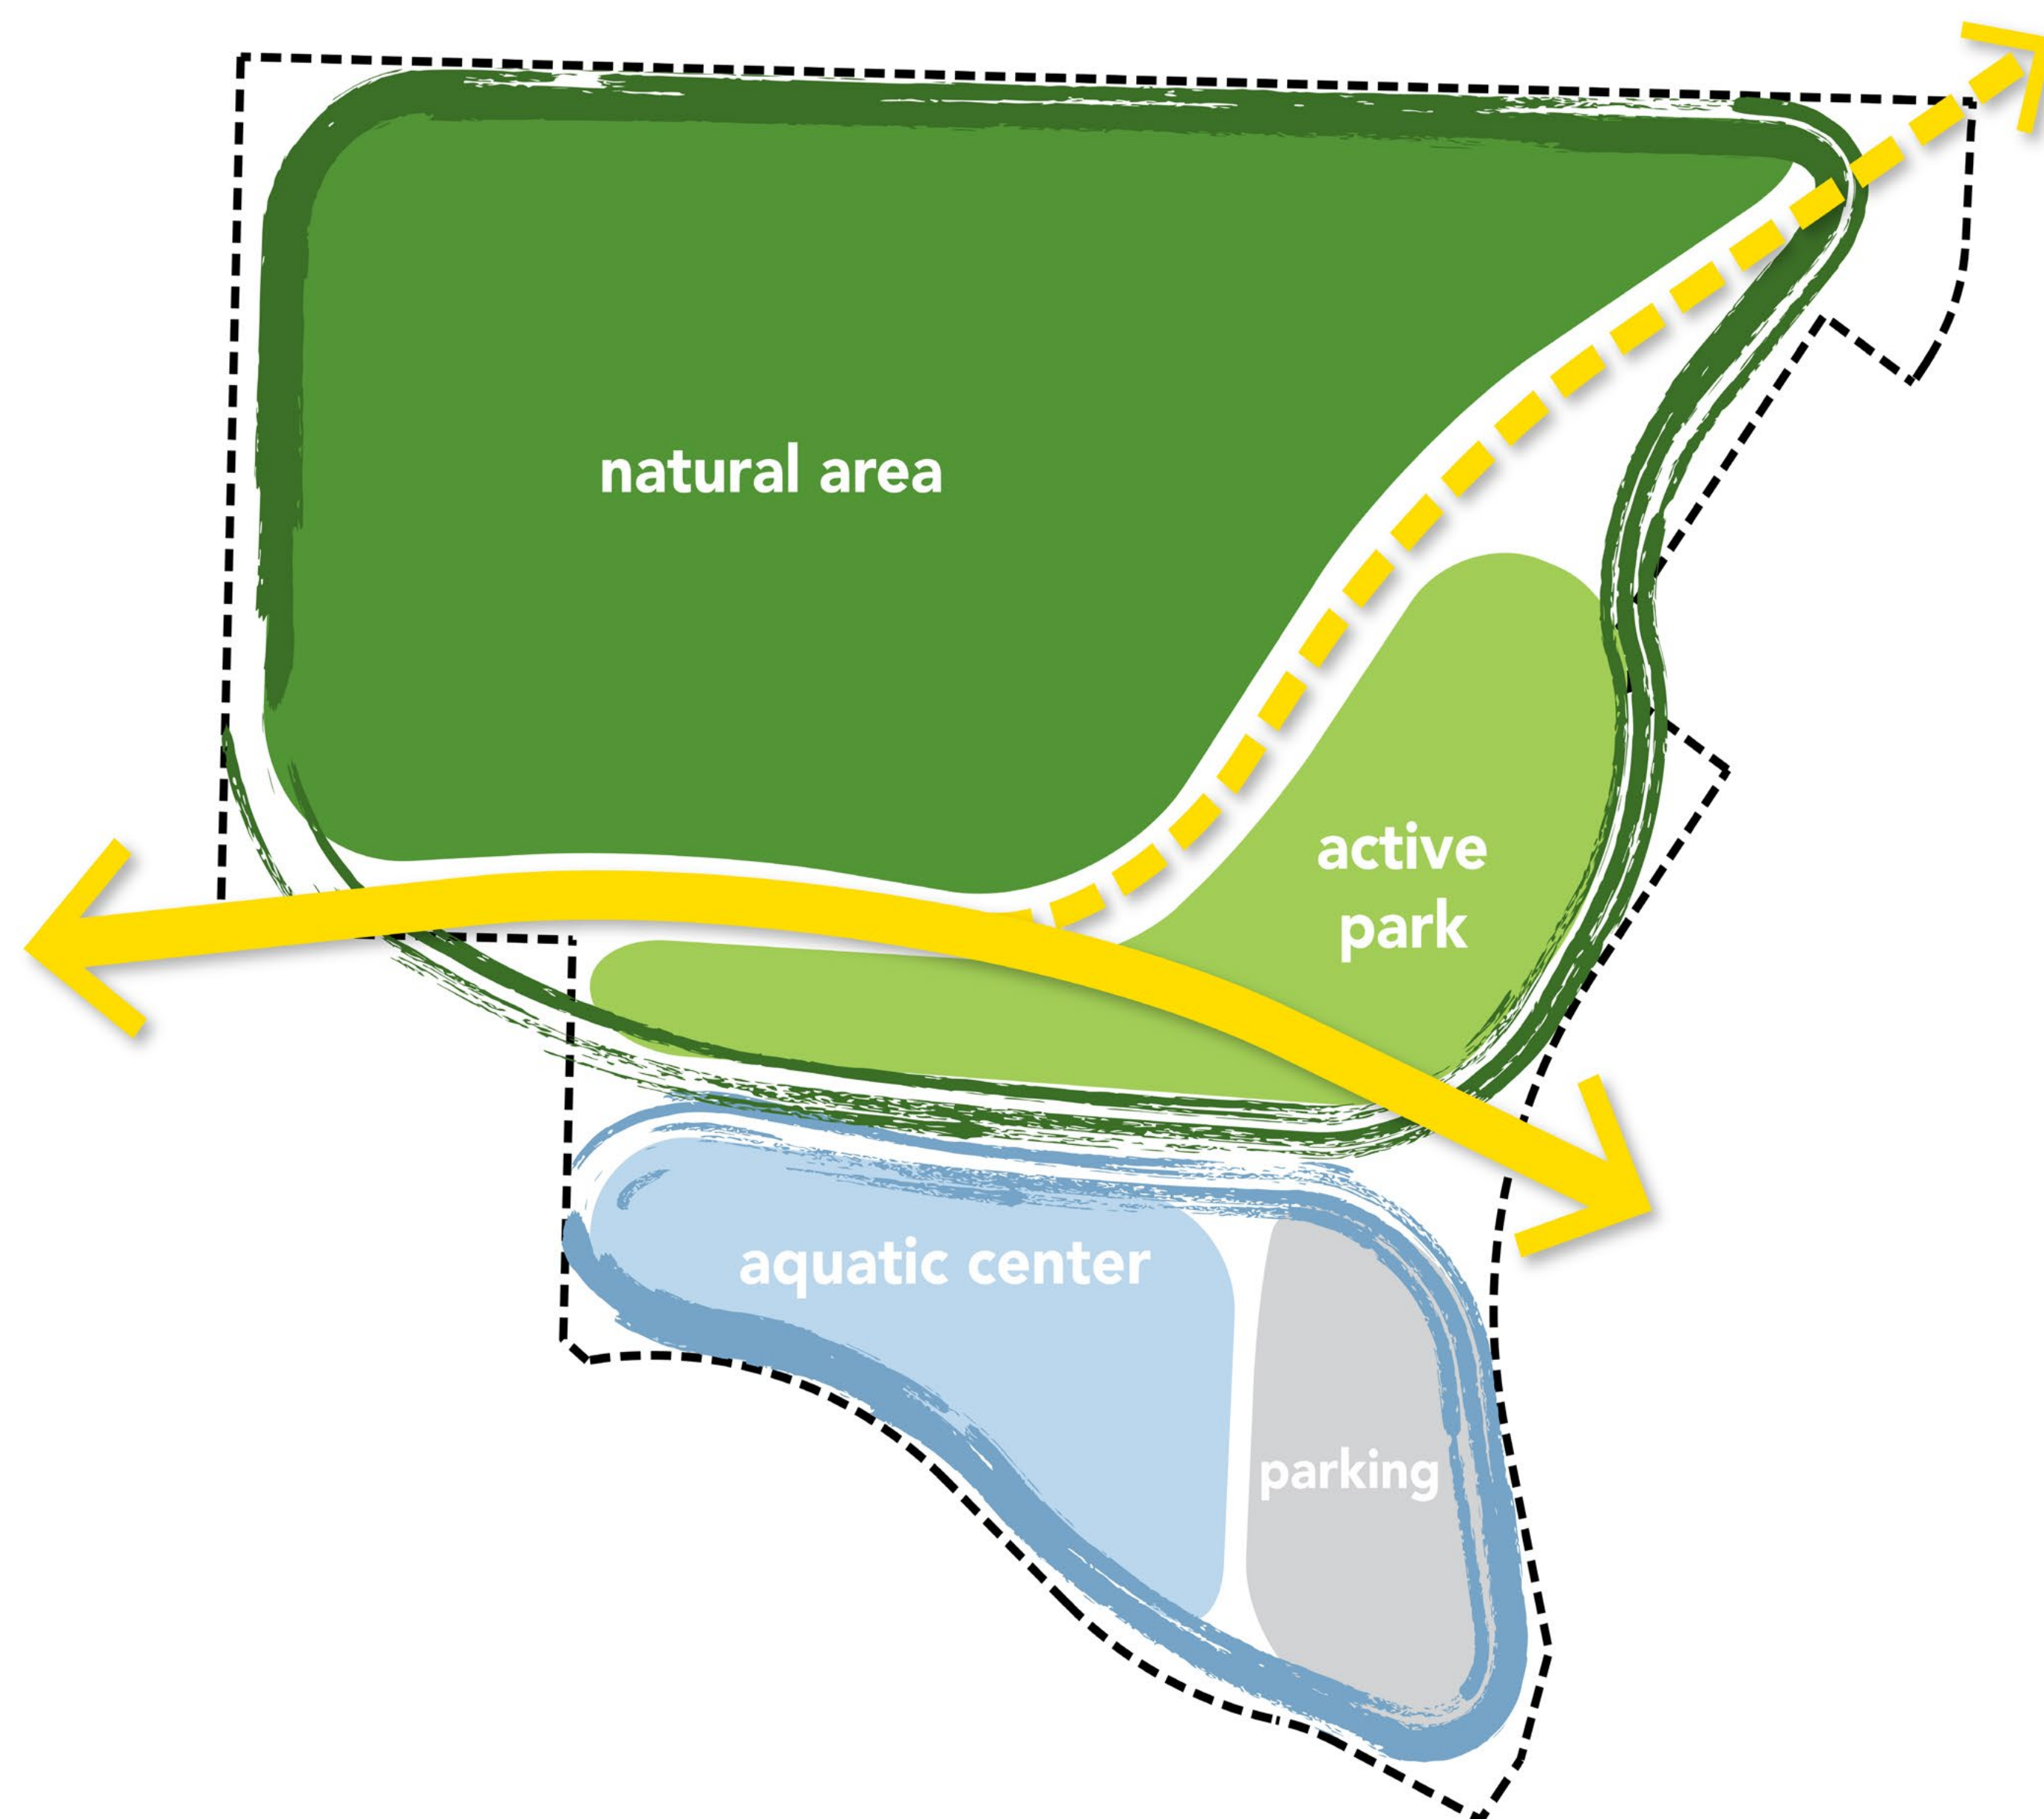 natural area
active
park
aquatic center
parking